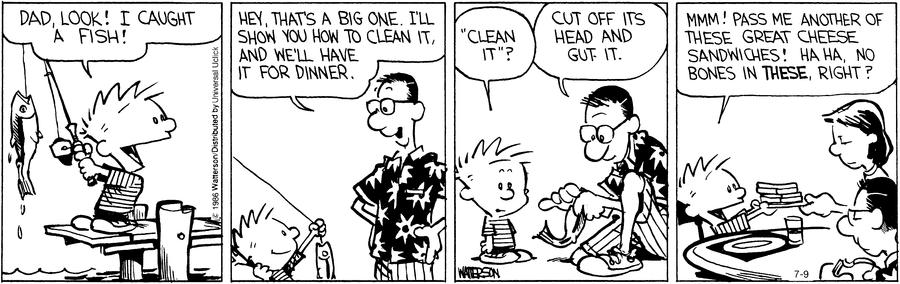 DAD, LOOK! I CAUGHT
A FISH!
© 1986 Watterson/Distributed by Universal Uclick
HEY, THAT'S A BIG ONE. I'LL
SHOW YOU HOW TO CLEAN IT,
AND WE'LL HAVE
IT FOR DINNER.
"CLEAN
IT"?
CUT OFF ITS
HEAD AND
GUT IT.
WATTERSON
MMM! PASS ME ANOTHER OF
THESE GREAT CHEESE
SANDWICHES! HA HA, NO
BONES IN THESE, RIGHT?
7-9